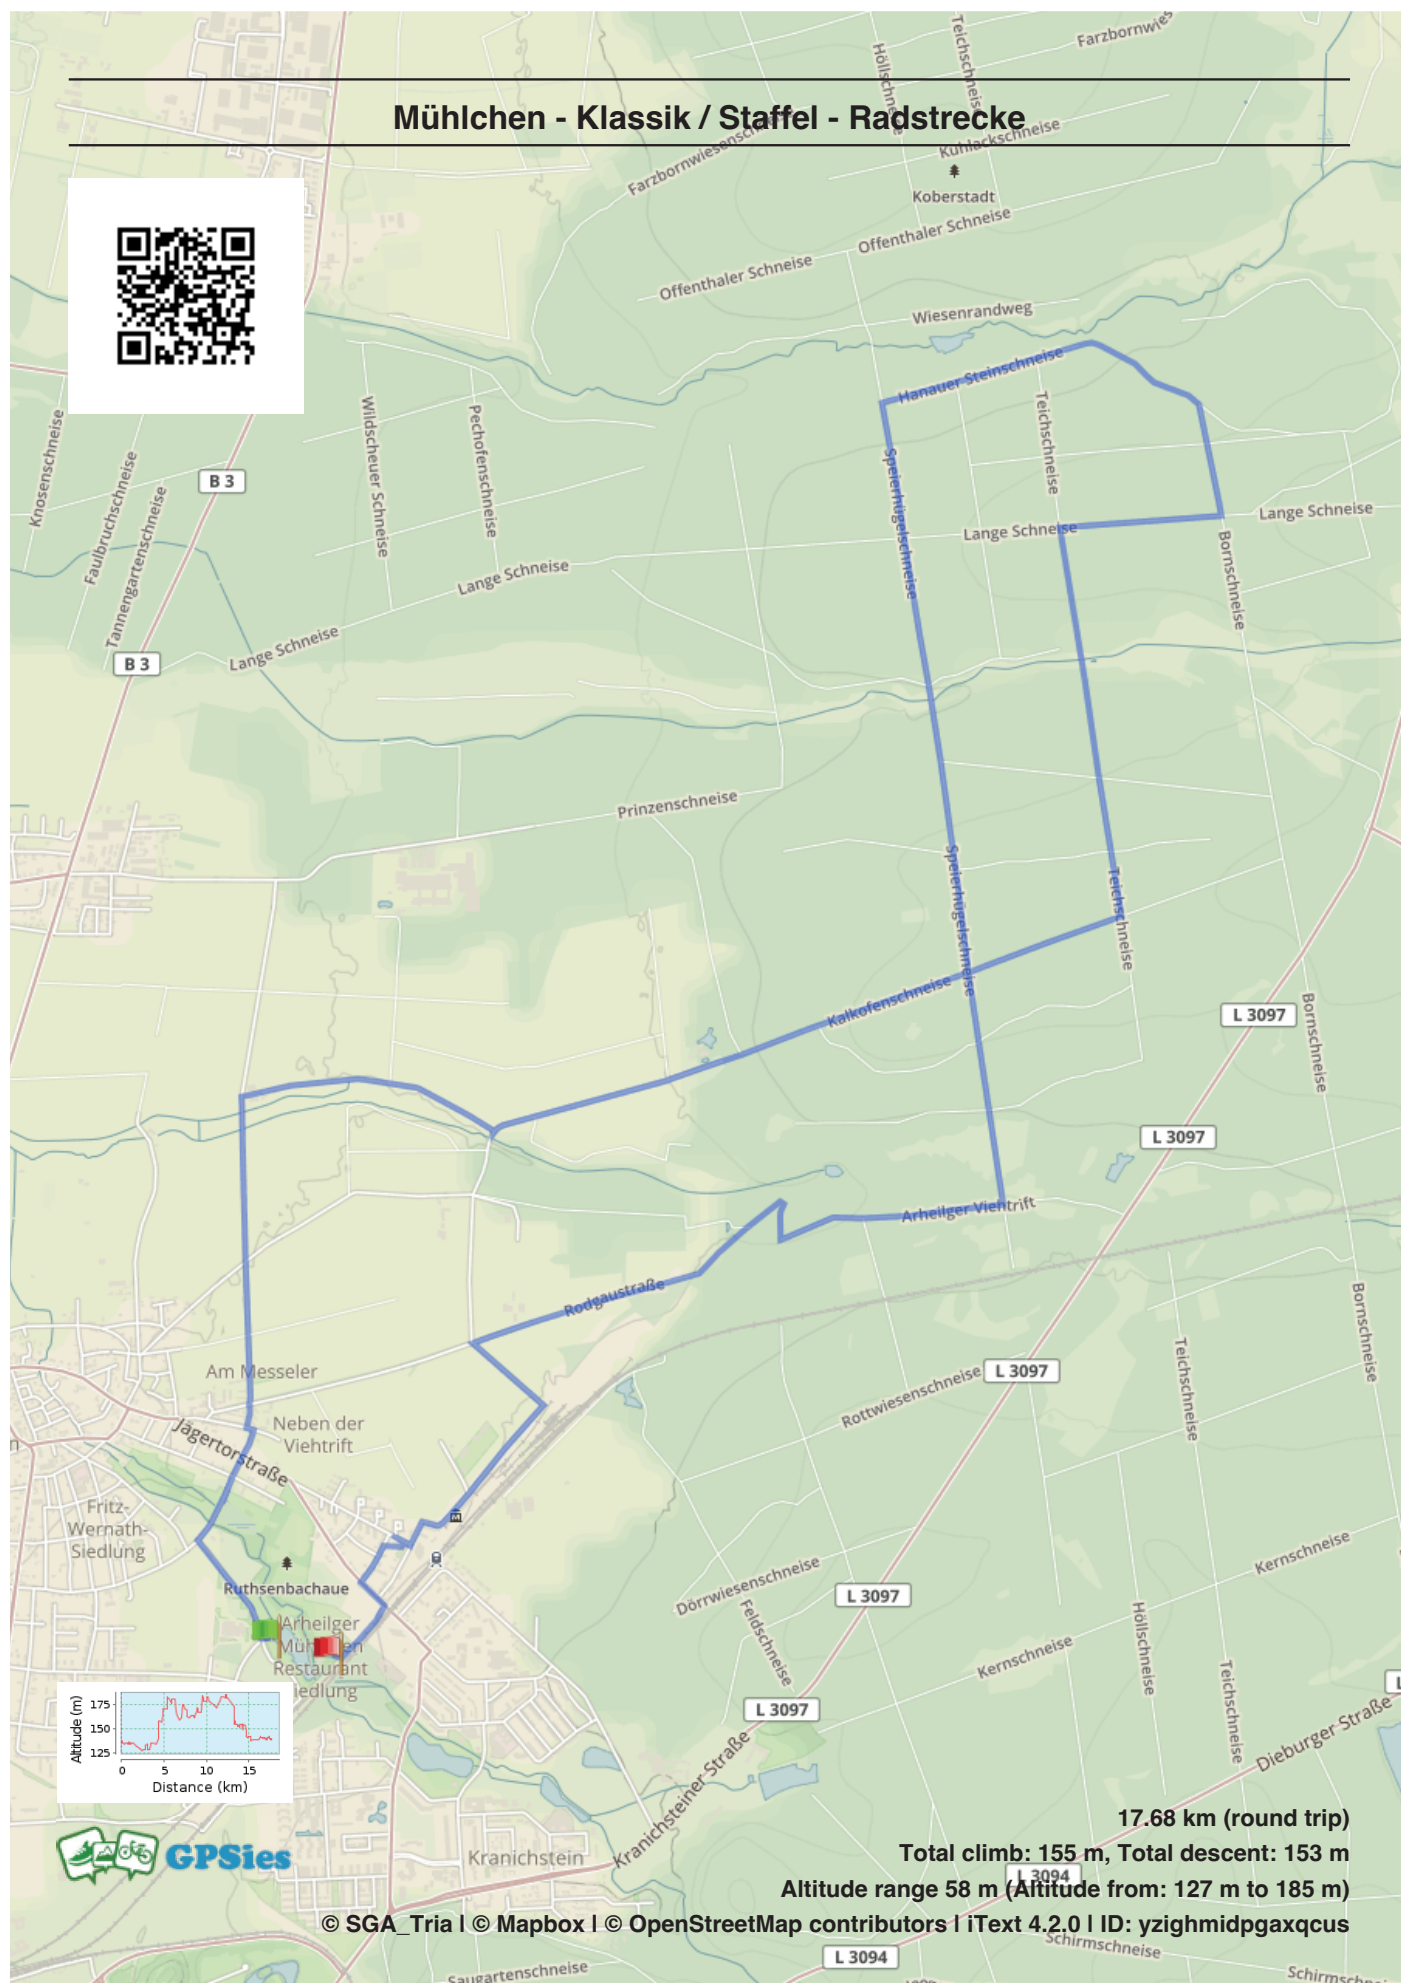 Teichschneise
Farzbornwies
Höllschneise
Mühlchen - Klassik / Staffel - Radstrecke
Kuhlackschneise
Farzbornwiesenschneise
Koberstadt
Offenthaler Schneise
Offenthaler Schneise
Wiesenrandweg
Hanauer Steinschneise
Teichschneise
Wildscheuer Schneise
Pechofenschneise
Knosenschneise
Faulbruchschneise
Tannengartenschneise
B 3
Speierhügelschneise
Lange Schneise
Lange Schneise
Bornschneise
Lange Schneise
Lange Schneise
B 3
Prinzenschneise
Speierhügelschneise
Teichschneise
Kalkofenschneise
L 3097
Bornschneise
L 3097
Arheilger Viehtrift
Rodgaustraße
Bornschneise
Am Messeler
Rottwiesenschneise
L 3097
Teichschneise
Neben der
Viehtrift
Jägertorstraße
Fritz-
Wernath-
Siedlung
M
Ruthsenbachaue
Dörrwiesenschneise
L 3097
Kernschneise
Feldschneise
Höllschneise
Kernschneise
Teichschneise
Arheilger
Restaurant
iedlung
L 3097
Kranichsteiner-Straße
Dieburger Straße
Altitude (m)
175
150
125
0 5 10 15
Distance (km)
GPSies
Kranichstein
17.68 km (round trip)
Total climb: 155 m, Total descent: 153 m
L 3094
Altitude range 58 m (Altitude from: 127 m to 185 m)
© SGA_Tria | © Mapbox | © OpenStreetMap contributors | iText 4.2.0 | ID: yzighmidpgaxqcus
L 3094
Schirmschneise
Saugartenschneise
Schirmschnei